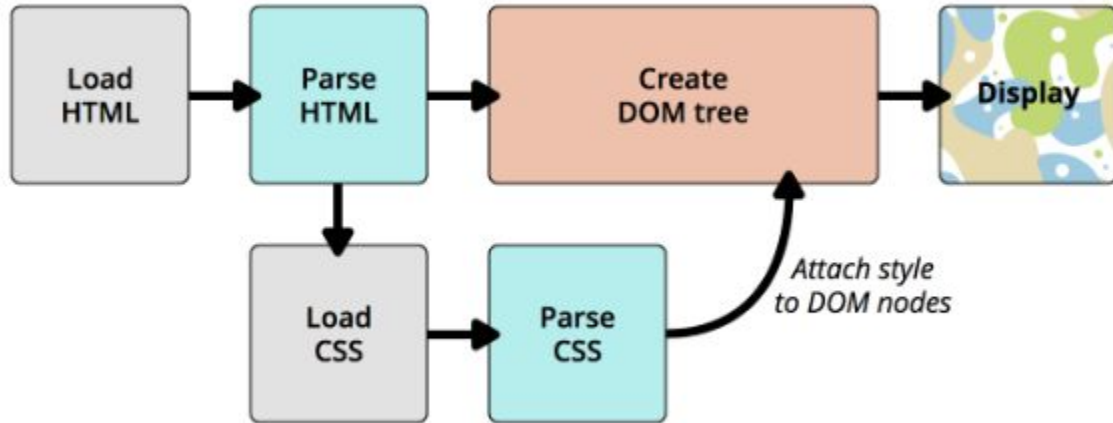 Load
HTML
Parse
HTML
Create
DOM tree
Display
Load
CSS
Parse
CSS
Attach style
to DOM nodes